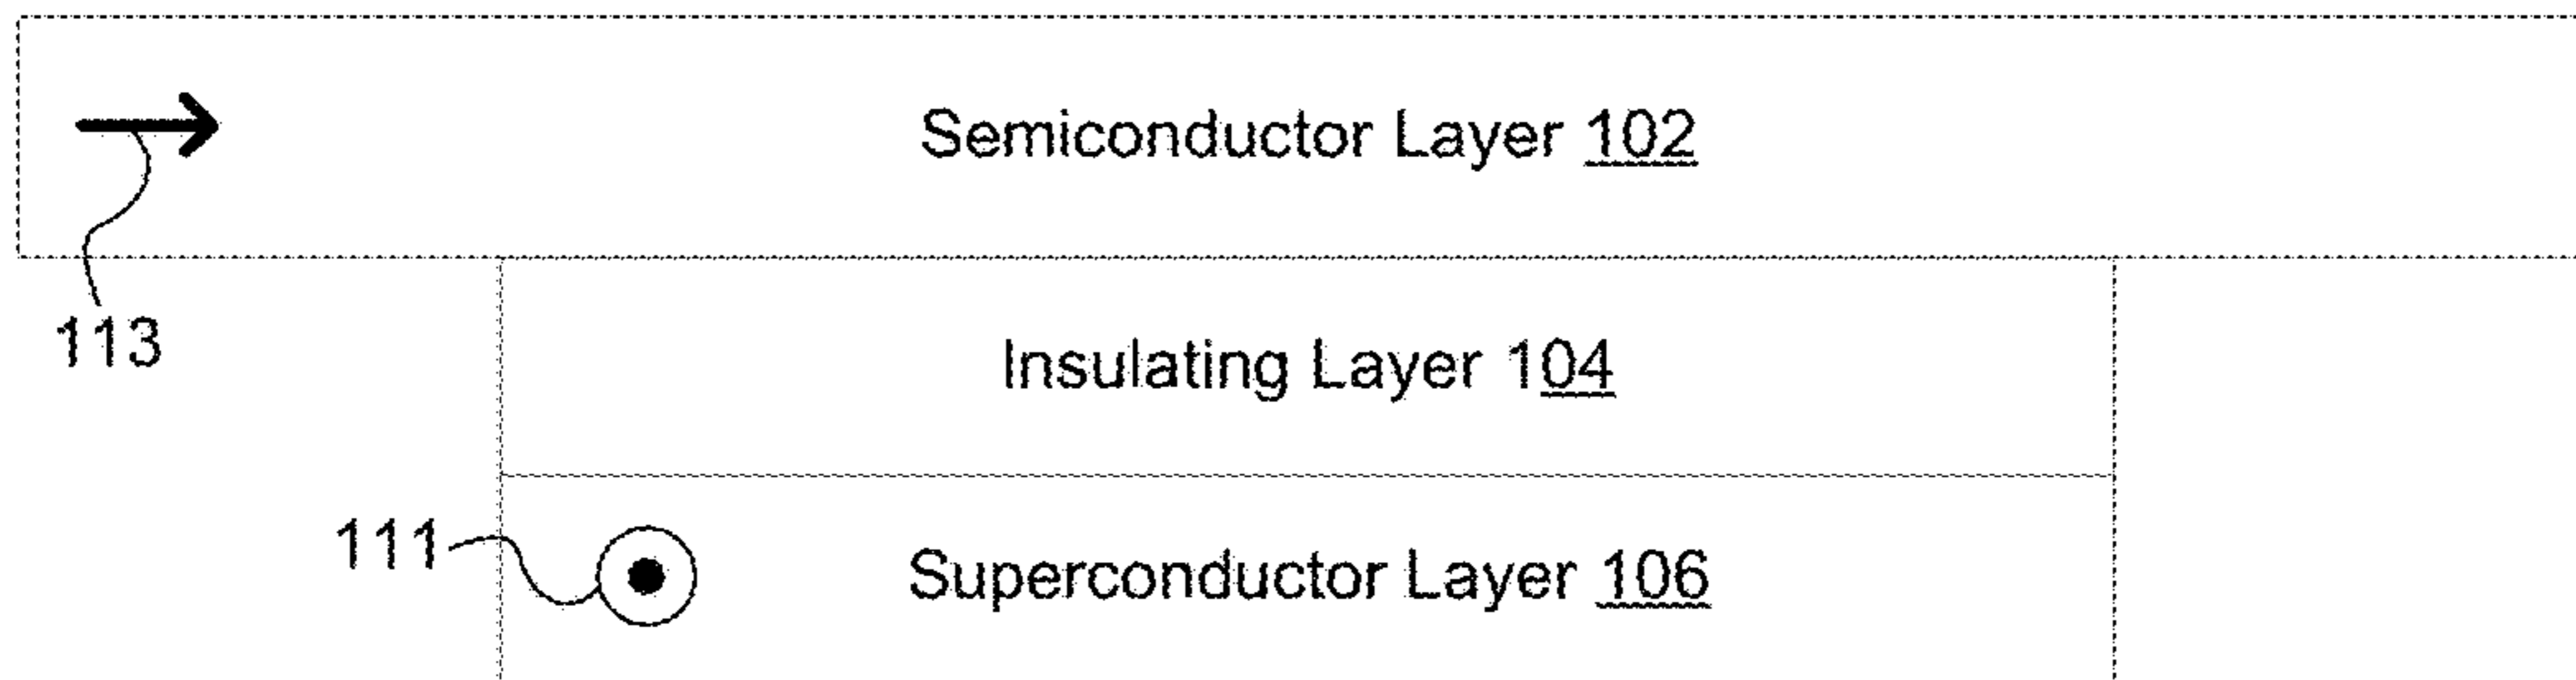 Semiconductor Layer 102
113
Insulating Layer 104
111
Superconductor Layer 106